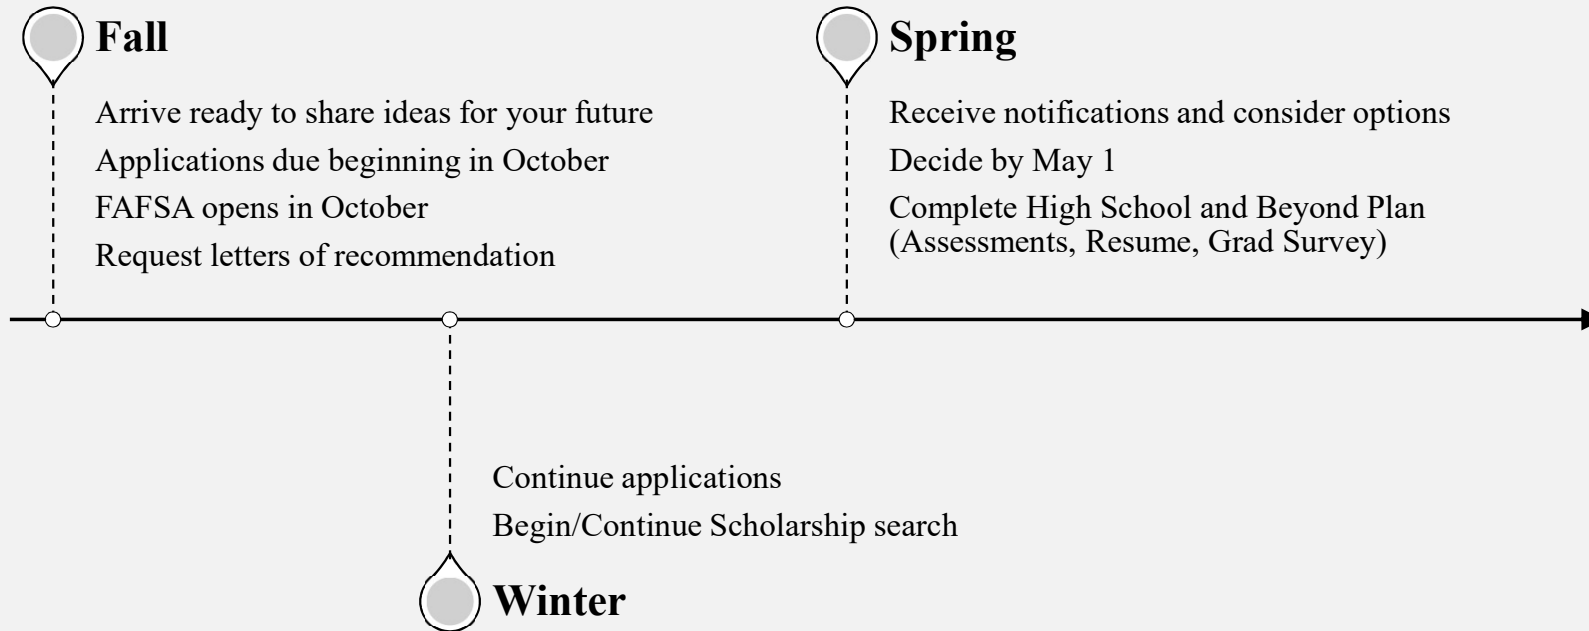 Fall
Arrive ready to share ideas for your future
Applications due beginning in October
FAFSA opens in October
Request letters of recommendation
Spring
Receive notifications and consider options
Decide by May 1
Complete High School and Beyond Plan
(Assessments, Resume, Grad Survey)
Continue applications
Begin/Continue Scholarship search
Winter